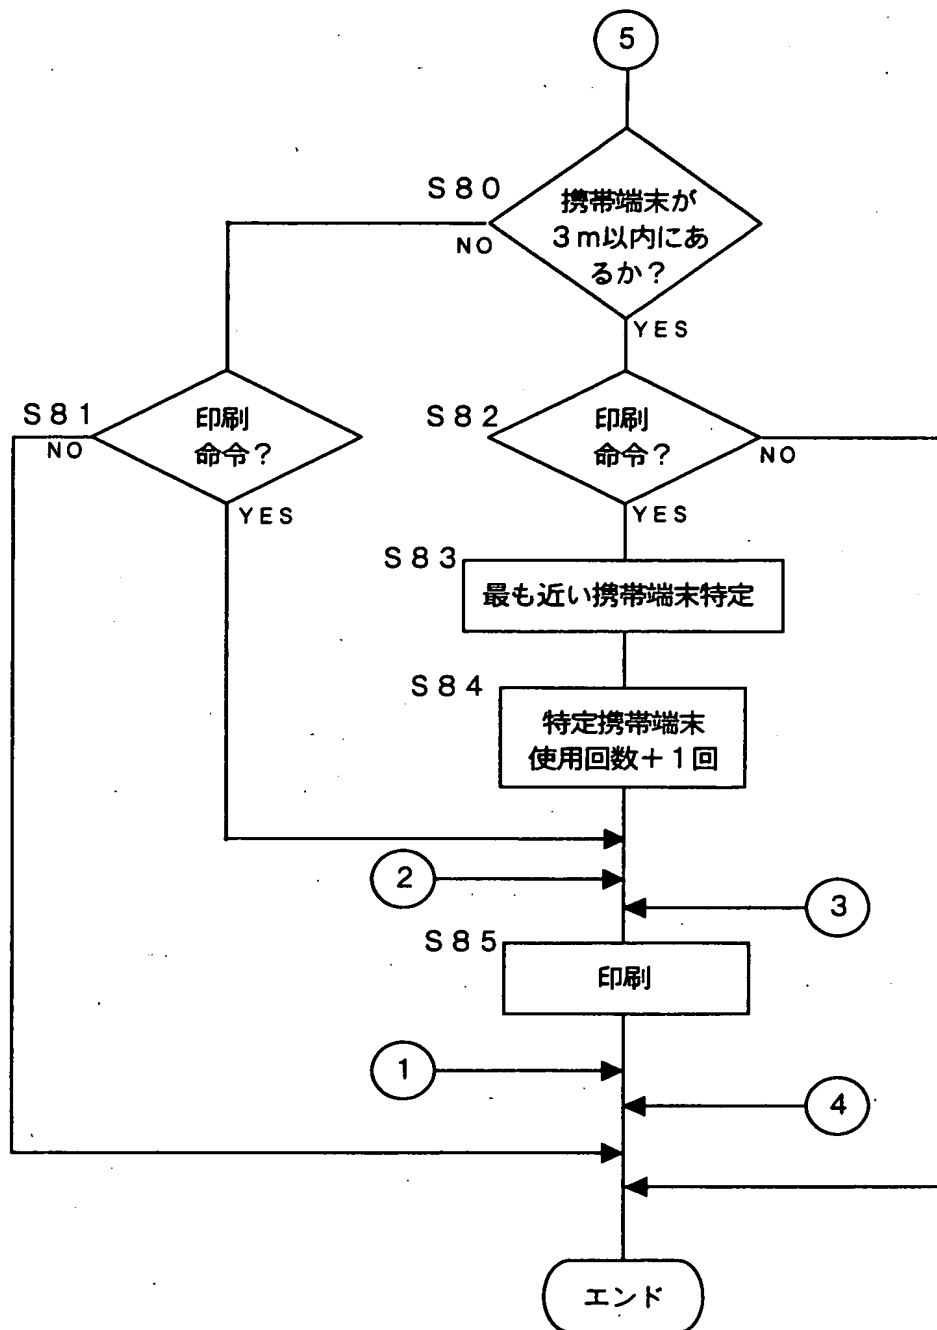 5
S80
携帯端末が
3m以内にあ
るか?
NO
YES
S81
印刷
命令?
NO
YES
S82
印刷
命令?
NO
YES
S83
最も近い携帯端末特定
S84
特定携帯端末
使用回数+1回
2
3
S85
印刷
1
4
エンド